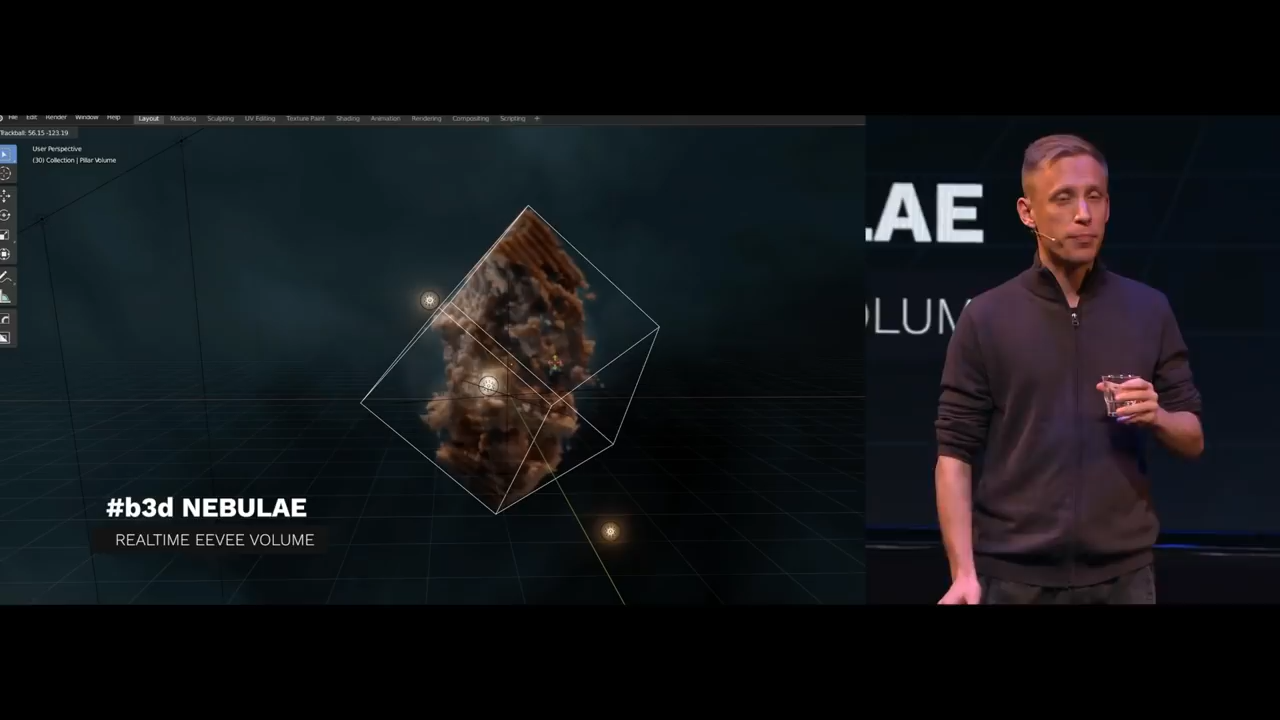 File Edit Render Window Help Layout Modeling Sculpting UV Editing Texture Paint Shading Animation Rendering Compositing Scripting +
Trackball: 56.15 -123.19
User Perspective
(30) Collection | Pillar Volume
#b3d NEBULAE
REALTIME EEVEE VOLUME
LAE
OLUM